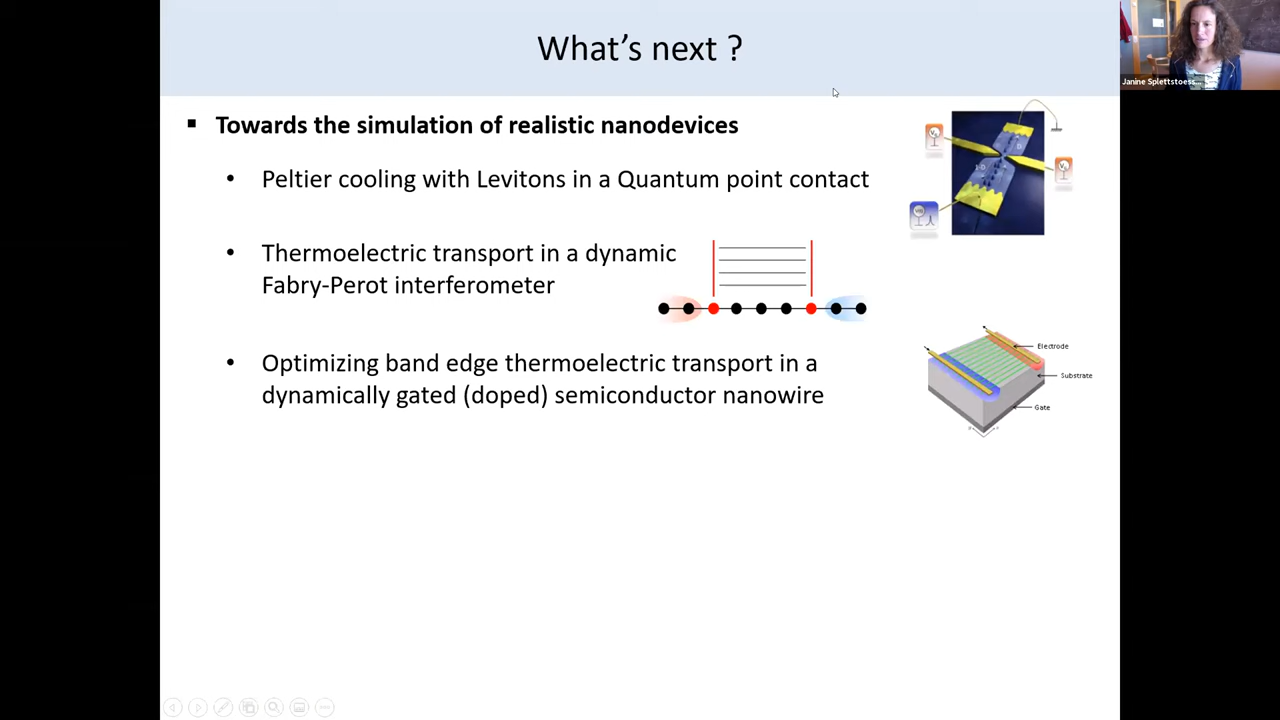 What's next ?
Janine Splettstoess...
▪ Towards the simulation of realistic nanodevices
• Peltier cooling with Levitons in a Quantum point contact
• Thermoelectric transport in a dynamic
Fabry-Perot interferometer
• Optimizing band edge thermoelectric transport in a
dynamically gated (doped) semiconductor nanowire
Electrode
Substrate
Gate